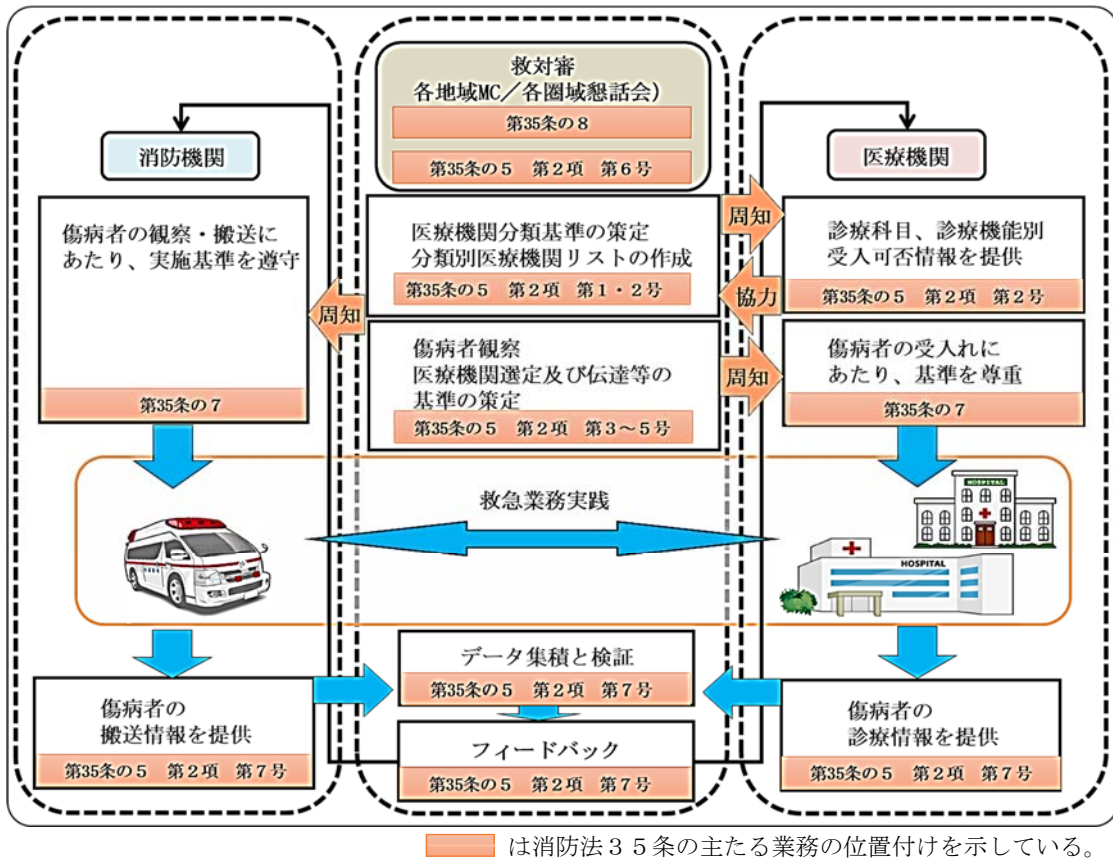 救対審
各地域MC／各圏域懇話会）
第35条の８
第35条の５　第２項　第６号
消防機関
医療機関
傷病者の観察・搬送に
あたり、実施基準を遵守
第35条の７
周知
医療機関分類基準の策定
分類別医療機関リストの作成
第35条の５　第２項　第１・２号
傷病者観察
医療機関選定及び伝達等の
基準の策定
第35条の５　第２項　第３～５号
周知
協力
周知
診療科目、診療機能別
受入可否情報を提供
第35条の５　第２項　第２号
傷病者の受入れに
あたり、基準を尊重
第35条の７
救急業務実践
HOSPITAL
HOSPITAL
傷病者の
搬送情報を提供
第35条の５　第２項　第７号
データ集積と検証
第35条の５　第２項　第７号
フィードバック
第35条の５　第２項　第７号
傷病者の
診療情報を提供
第35条の５　第２項　第７号
は消防法３５条の主たる業務の位置付けを示している。